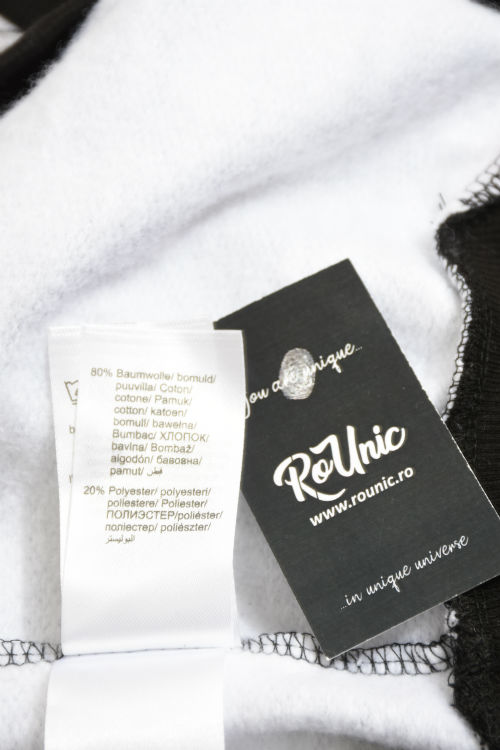 80% Baumwolle/ bomuld/
puuvilla/ Coton/
cotone/ Pamuk/
cotton/ katoen/
bomull/ bawełna/
Bumbac/ ХЛОПОК/
bavlna/ Bombaž/
algodón/ бавовна/
pamut/ قطن
20% Polyester/ polyesteri/
poliestere/ Poliester/
ПОЛИЭСТЕР/poliéster/
поліестер/ poliészter/
البوليستر
You are unique...
RoUnic
www.rounic.ro
...in unique universe